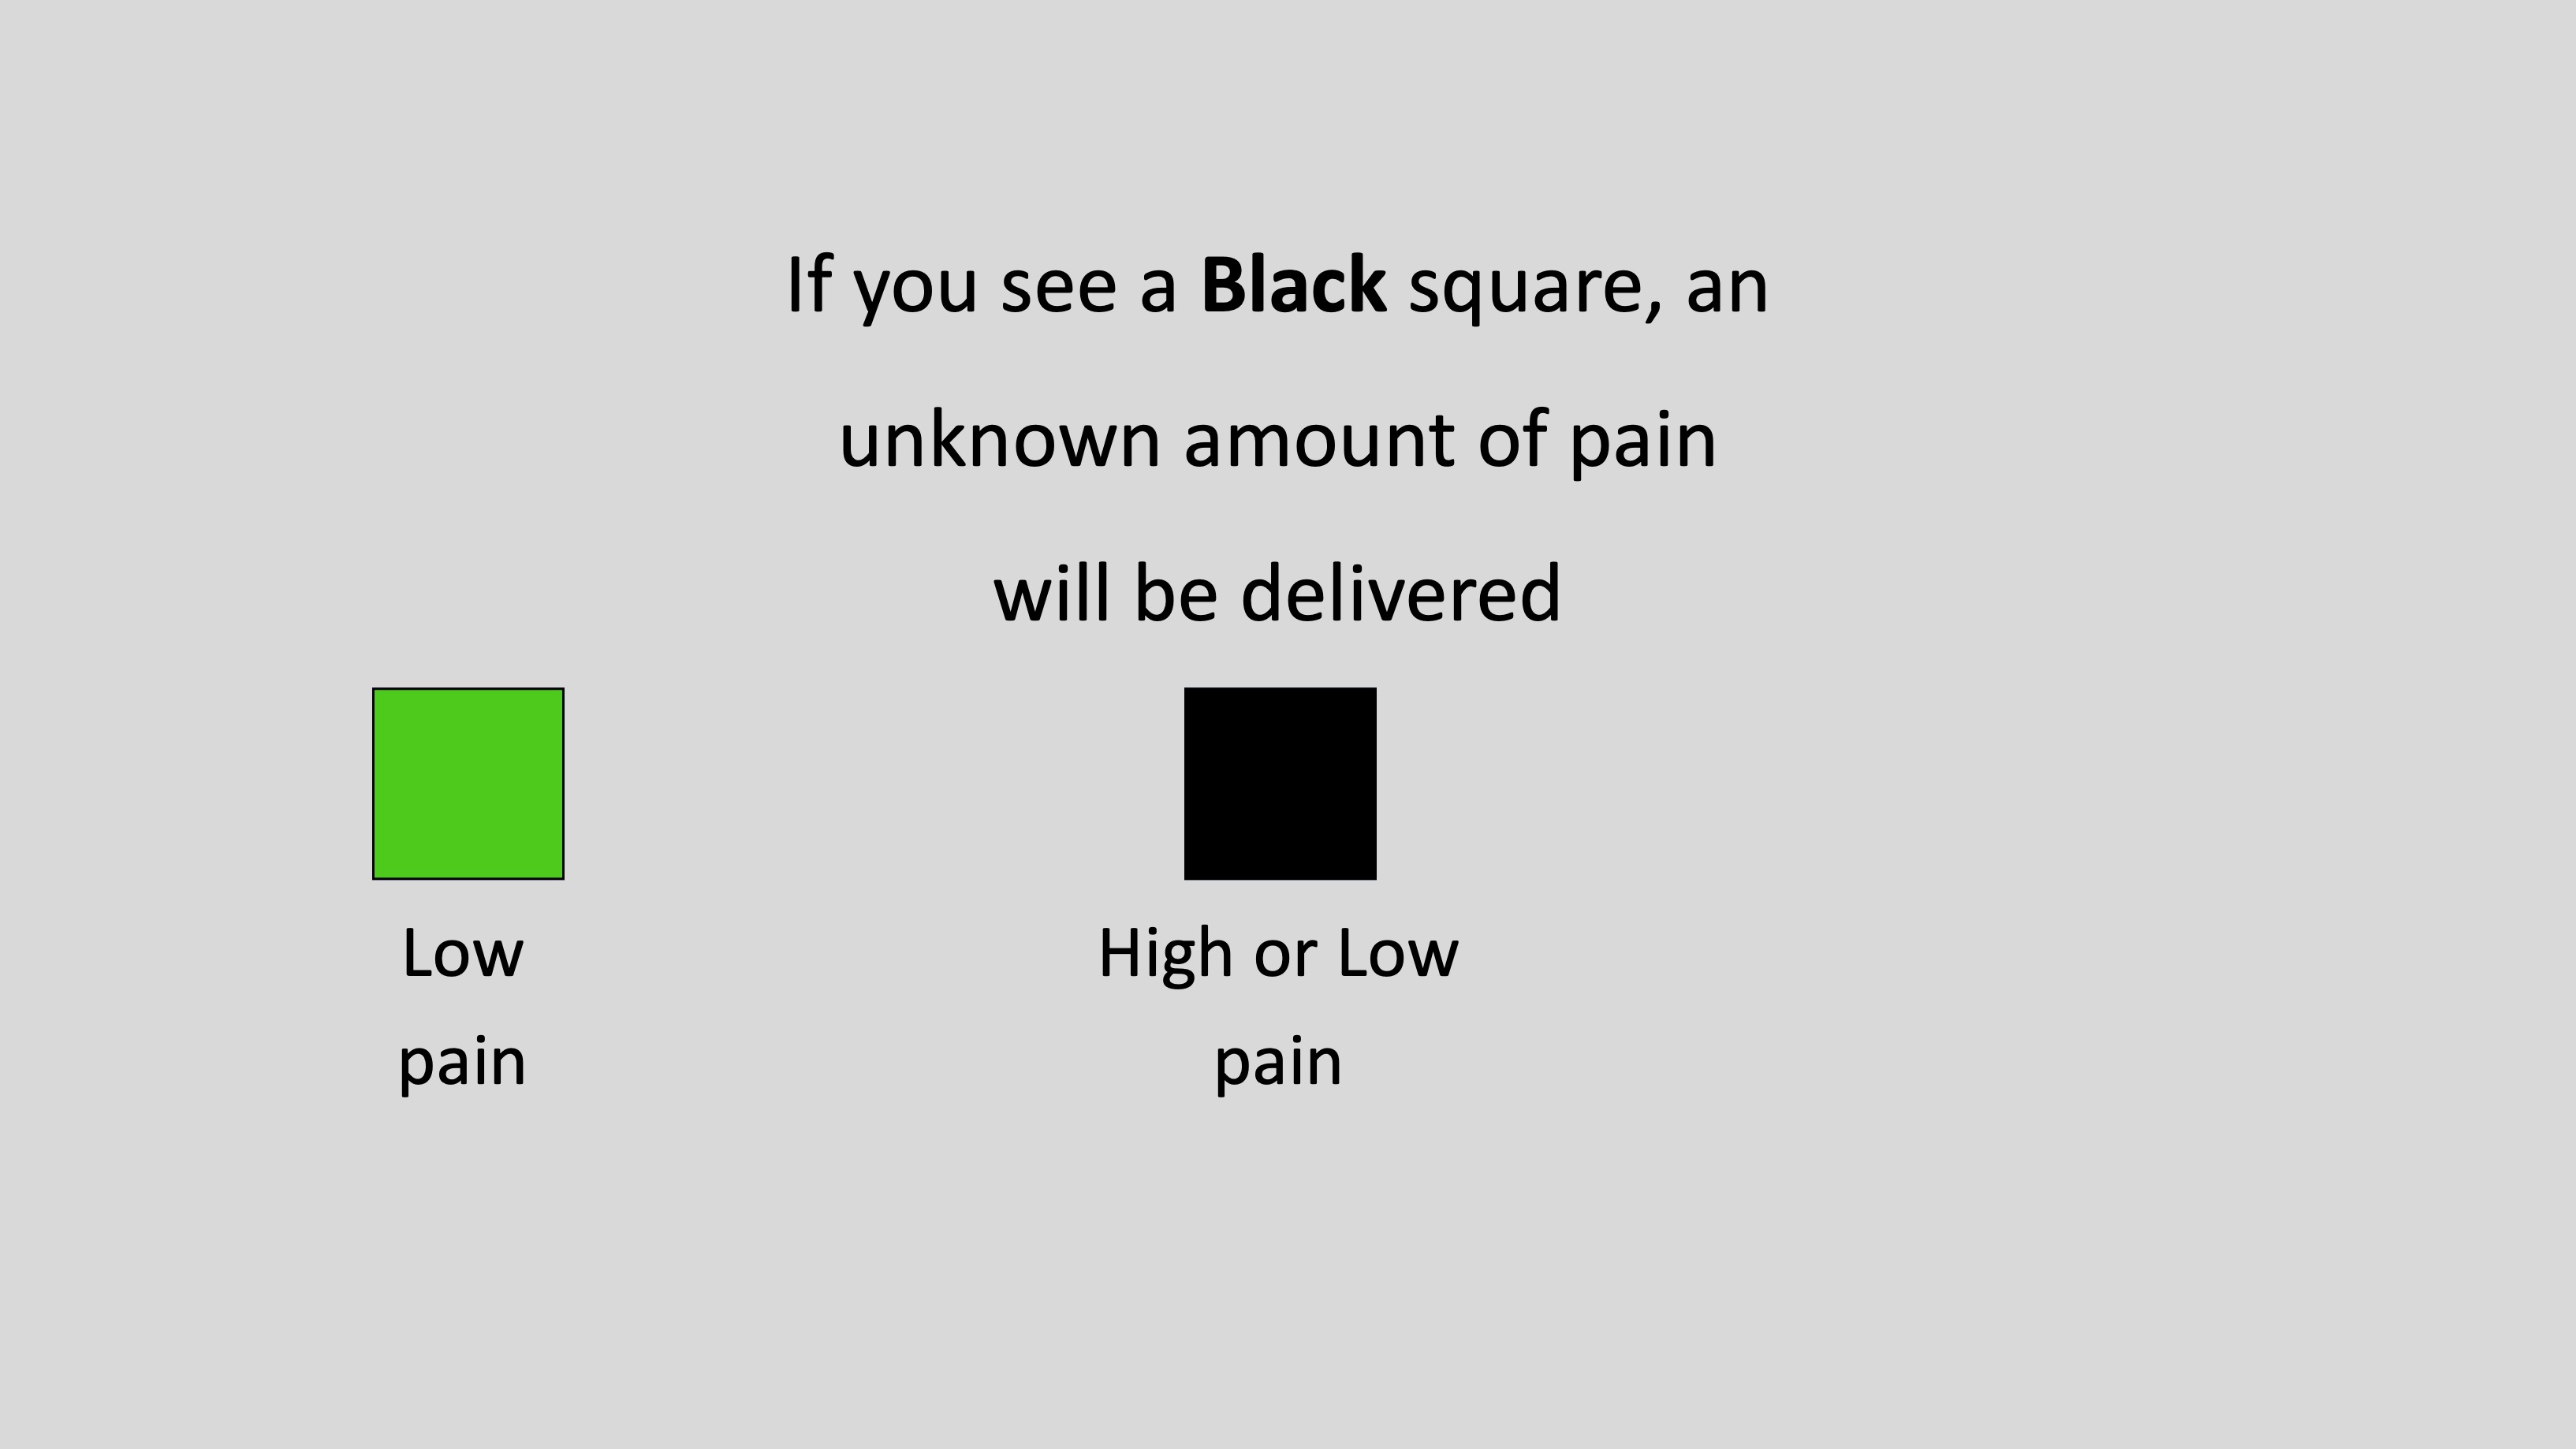 If you see a Black square, an
unknown amount of pain
will be delivered
Low
pain
High or Low
pain